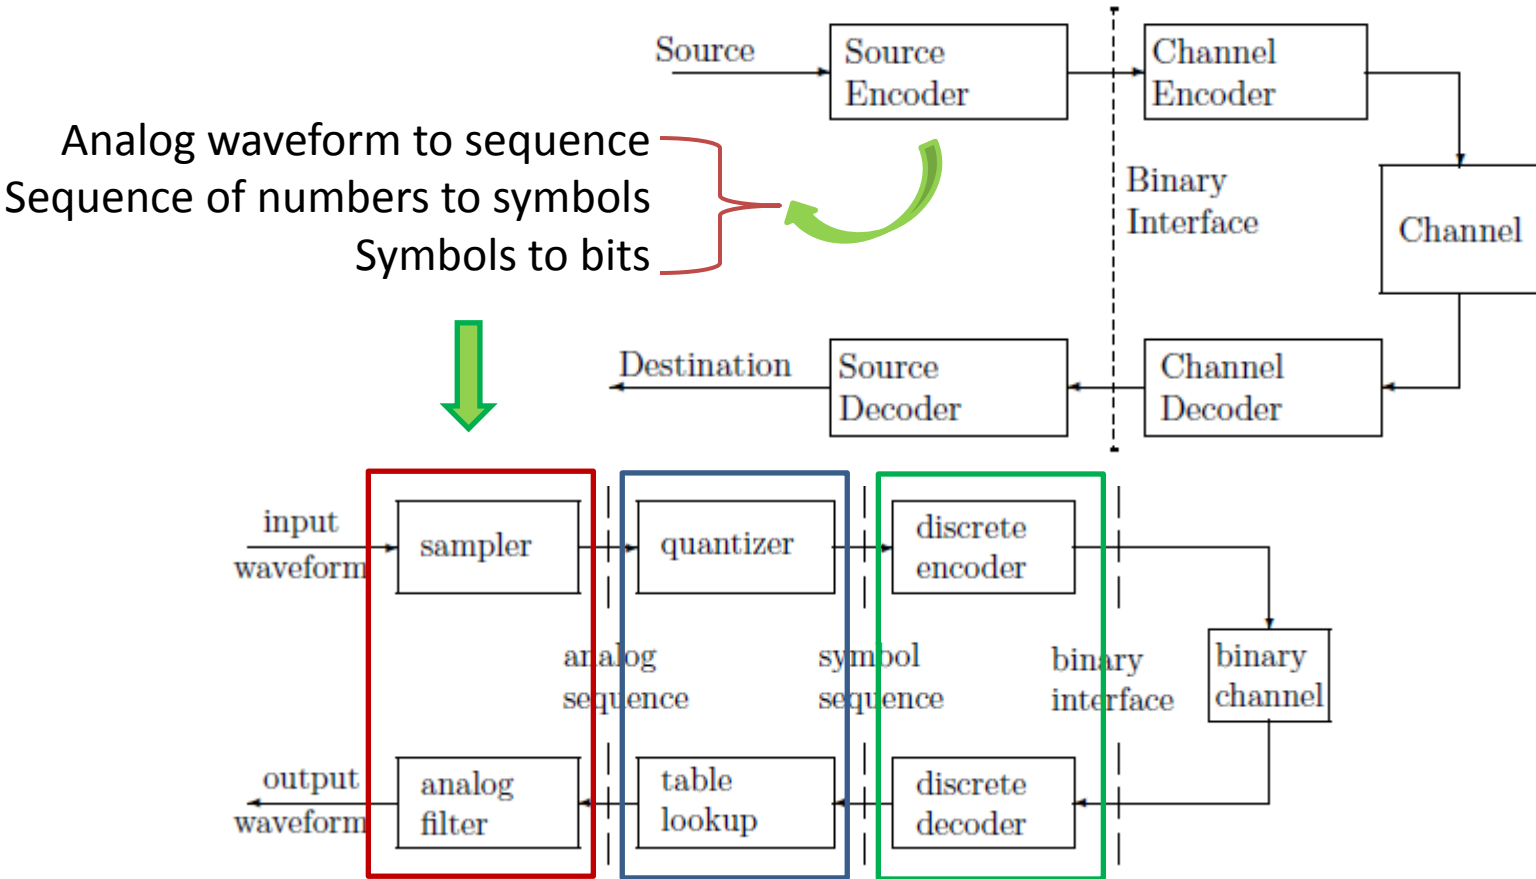 Source
Source
Encoder
Channel
Encoder
Analog waveform to sequence
Sequence of numbers to symbols
Symbols to bits
Binary
Interface
Channel
Destination
Source
Decoder
Channel
Decoder
input
waveform
sampler
quantizer
discrete
encoder
analog
sequence
symbol
sequence
binary
interface
binary
channel
output
waveform
analog
filter
table
lookup
discrete
decoder